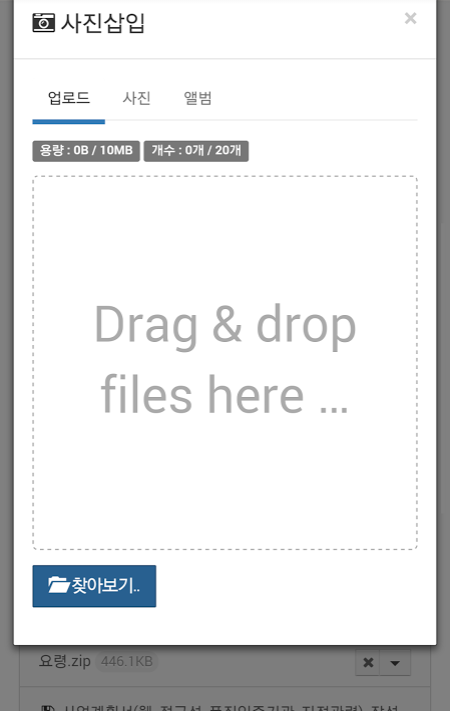 사진삽입
×
업로드 사진 앨범
용량 : 0B / 10MB 개수 : 0개 / 20개
Drag & drop
files here ...
찾아보기..
요령.zip 446.1KB